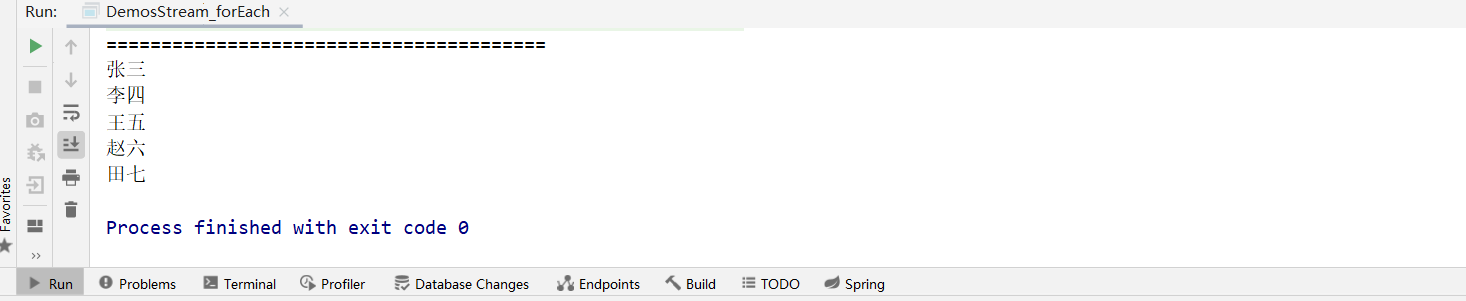 Run: DemosStream_forEach
========================================
张三
李四
王五
赵六
田七
Process finished with exit code 0
Favorites
Run Problems Terminal Profiler Database Changes Endpoints Build TODO Spring